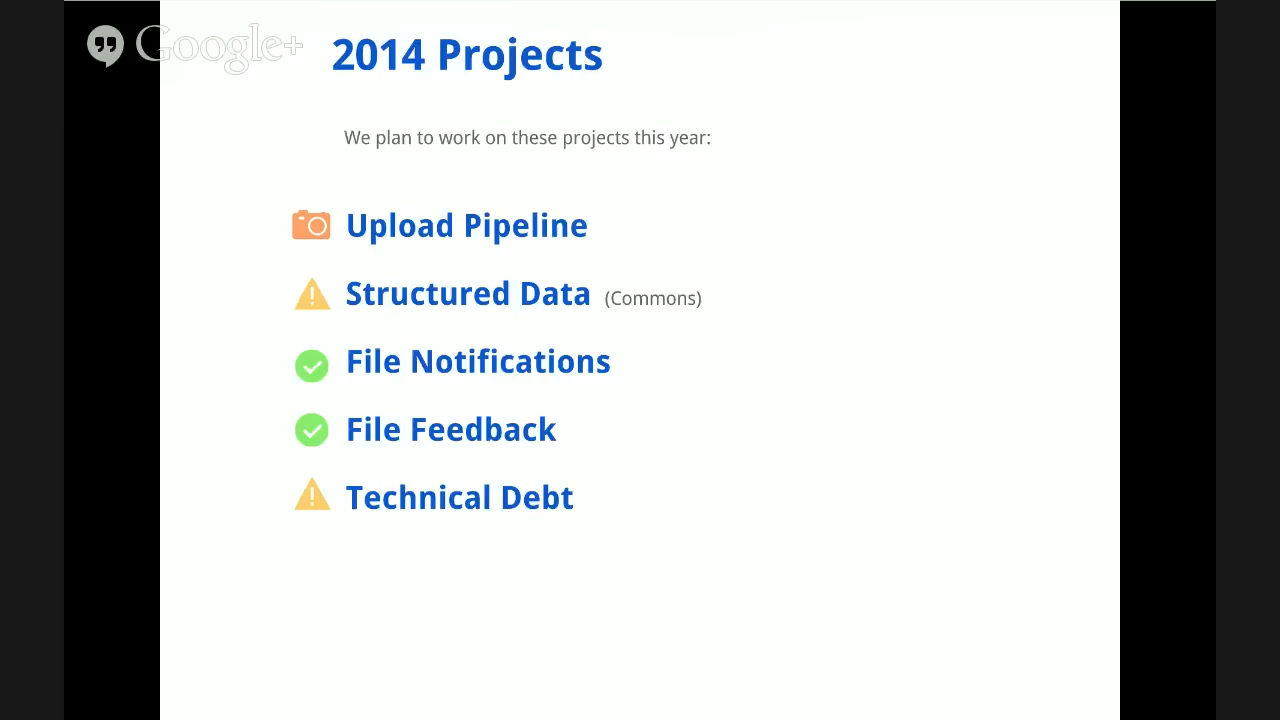 Google+
2014 Projects
We plan to work on these projects this year:
Upload Pipeline
Structured Data (Commons)
File Notifications
File Feedback
Technical Debt